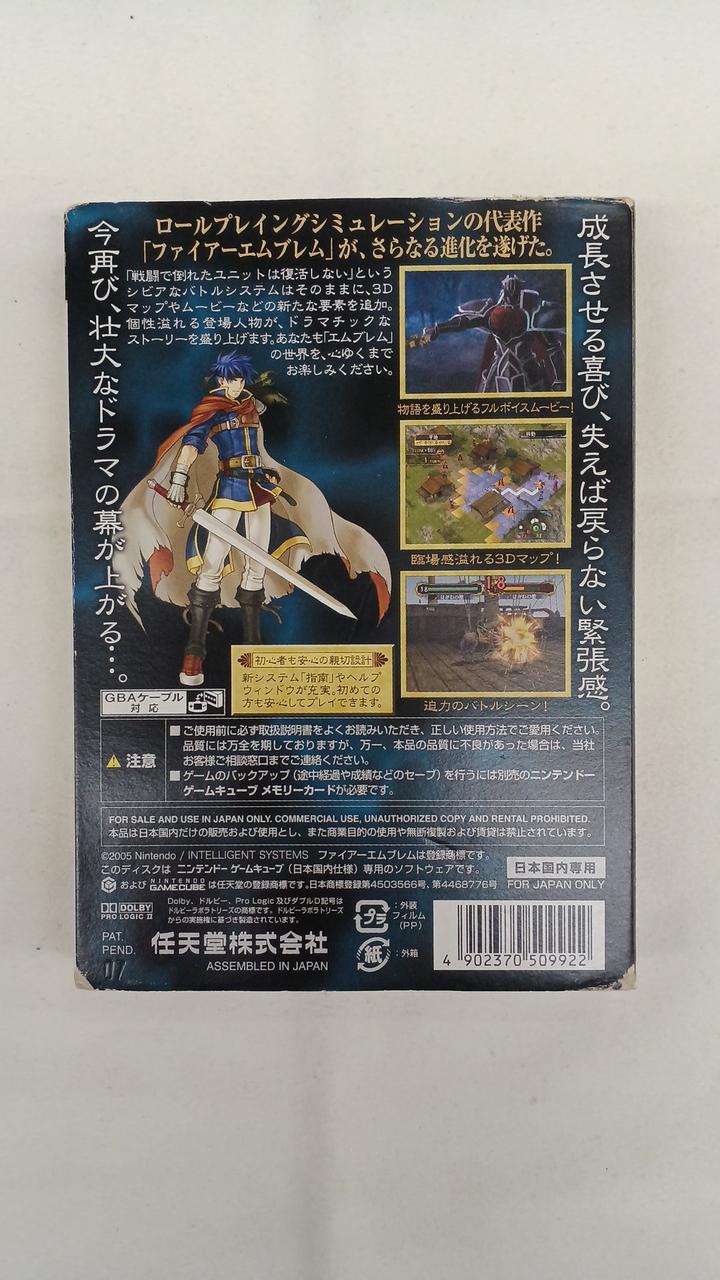 ロールプレイングシミュレーションの代表作
「ファイアーエムブレム」が、さらなる進化を遂げた。
成長させる喜び、失えば戻らない緊張感。
今再び、壮大なドラマの幕が上がる…。
「戦闘で倒れたユニットは復活しない」という
シビアなバトルシステムはそのままに、3D
マップやムービーなどの新たな要素を追加。
個性溢れる登場人物が、ドラマチックな
ストーリーを盛り上げます。あなたも「エムブレム」
の世界を、心ゆくまで
お楽しみください。
物語を盛り上げるフルボイスムービー!
臨場感溢れる3Dマップ!
迫力のバトルシーン!
初心者も安心の親切設計
新システム「指南」やヘルプ
ウィンドウが充実。初めての
方も安心してプレイできます。
GBAケーブル
対応
注意
■ご使用前に必ず取扱説明書をよくお読みいただき、正しい使用方法でご愛用ください。
品質には万全を期しておりますが、万一、本品の品質に不良があった場合は、当社
お客様ご相談窓口までご連絡ください。
■ゲームのバックアップ(途中経過や成績などのセーブ)を行うには別売のニンテンドー
ゲームキューブ メモリーカードが必要です。
FOR SALE AND USE IN JAPAN ONLY. COMMERCIAL USE, UNAUTHORIZED COPY AND RENTAL PROHIBITED.
本品は日本国内だけの販売および使用とし、また商業目的の使用や無断複製および賃貸は禁止されています。
©2005 Nintendo / INTELLIGENT SYSTEMS ファイアーエムブレムは登録商標です。
このディスクは ニンテンドー ゲームキューブ(日本国内仕様)専用のソフトウェアです。
および NINTENDO GAMECUBE は任天堂の登録商標です。日本商標登録第4503566号、第4468776号
日本国内専用
FOR JAPAN ONLY
DOLBY
PRO LOGIC II
Dolby、ドルビー、Pro Logic 及びダブルD記号は
ドルビーラボラトリーズの商標です。ドルビーラボラトリーズ
からの実施権に基づき製造されています。
PAT.
PEND.
任天堂株式会社
ASSEMBLED IN JAPAN
プラ
:外装
フィルム
(PP)
紙
:外箱
4 902370 509922